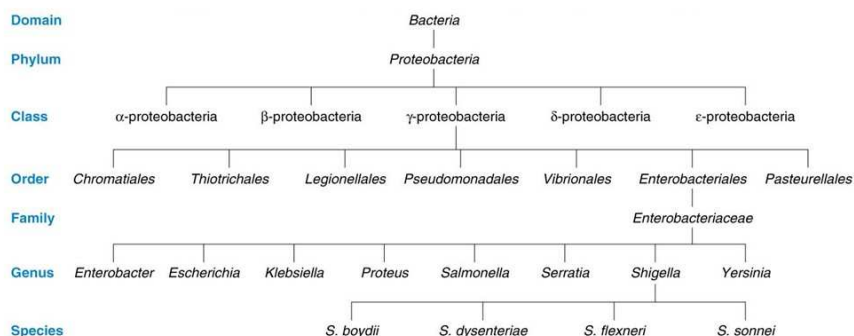 Domain Bacteria
Phylum Proteobacteria
Class α-proteobacteria β-proteobacteria γ-proteobacteria δ-proteobacteria ε-proteobacteria
Order Chromatiales Thiotrichales Legionellales Pseudomonadales Vibrionales Enterobacteriales Pasteurellales
Family Enterobacteriaceae
Genus Enterobacter Escherichia Klebsiella Proteus Salmonella Serratia Shigella Yersinia
Species S. boydii S. dysenteriae S. flexneri S. sonnei